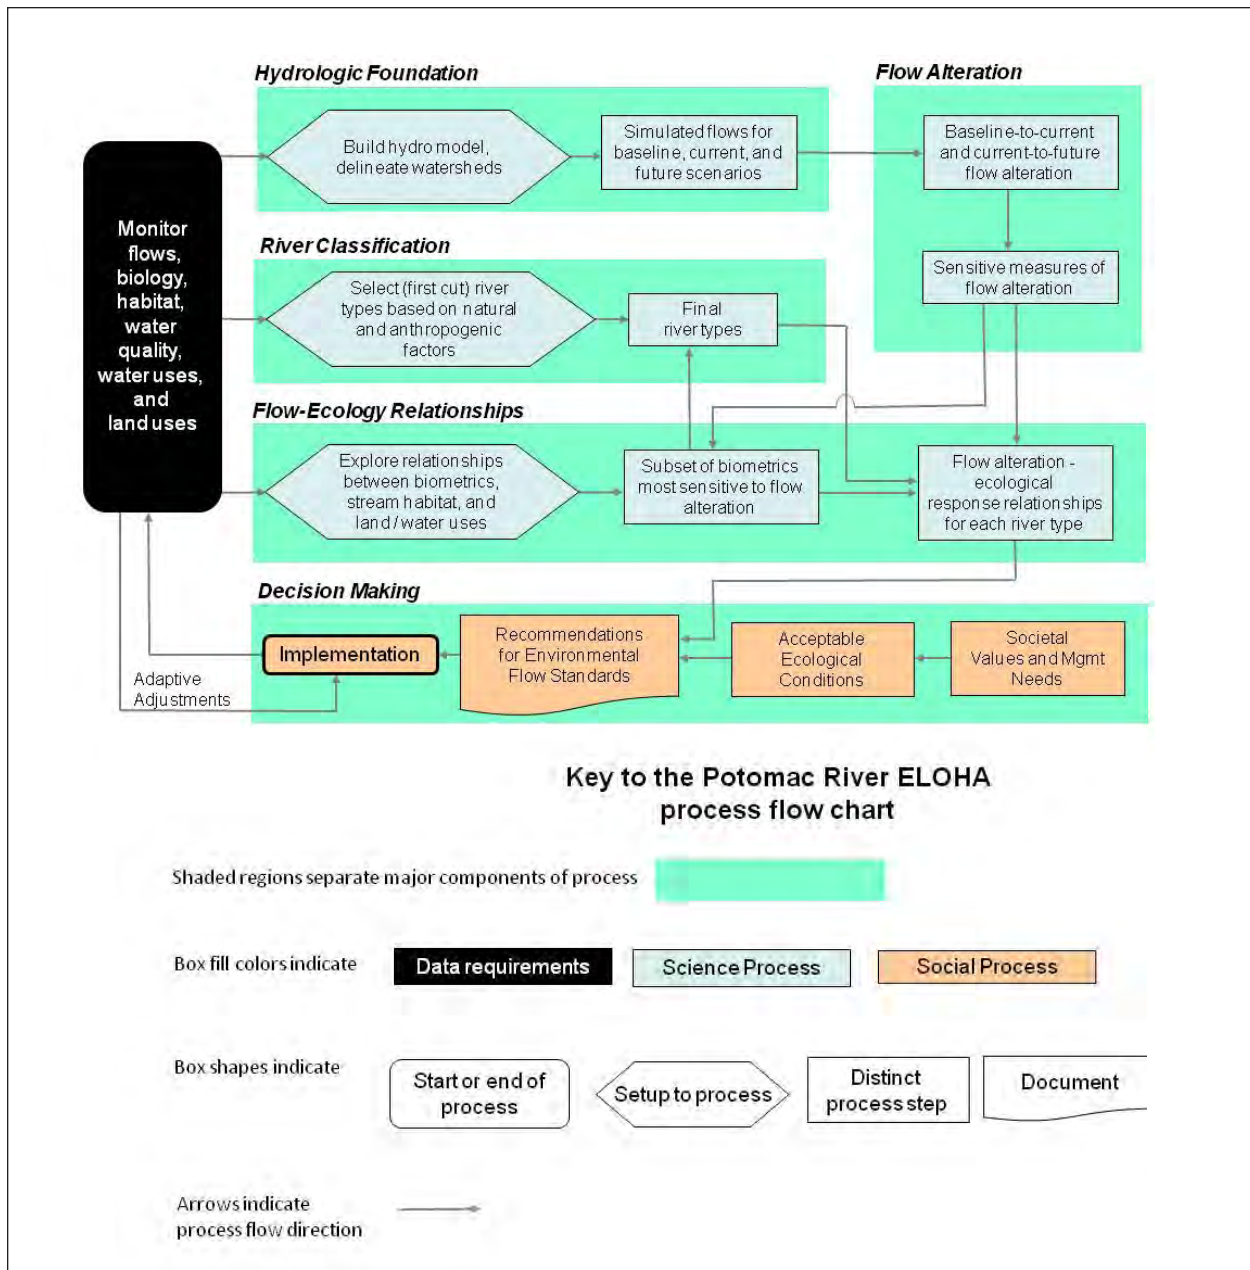 Hydrologic Foundation
Flow Alteration
Build hydro model,
delineate watersheds
Simulated flows for
baseline, current, and
future scenarios
Baseline-to-current
and current-to-future
flow alteration
Monitor
flows,
biology,
habitat,
water
quality,
water uses,
and
land uses
River Classification
Sensitive measures of
flow alteration
Select (first cut) river
types based on natural
and anthropogenic
factors
Final
river types
Flow-Ecology Relationships
Explore relationships
between biometrics,
stream habitat, and
land / water uses
Subset of biometrics
most sensitive to flow
alteration
Flow alteration -
ecological
response relationships
for each river type
Decision Making
Implementation
Recommendations
for Environmental
Flow Standards
Acceptable
Ecological
Conditions
Societal
Values and Mgmt
Needs
Adaptive
Adjustments
Key to the Potomac River ELOHA
process flow chart
Shaded regions separate major components of process
Box fill colors indicate
Data requirements
Science Process
Social Process
Box shapes indicate
Start or end of
process
Setup to process
Distinct
process step
Document
Arrows indicate
process flow direction